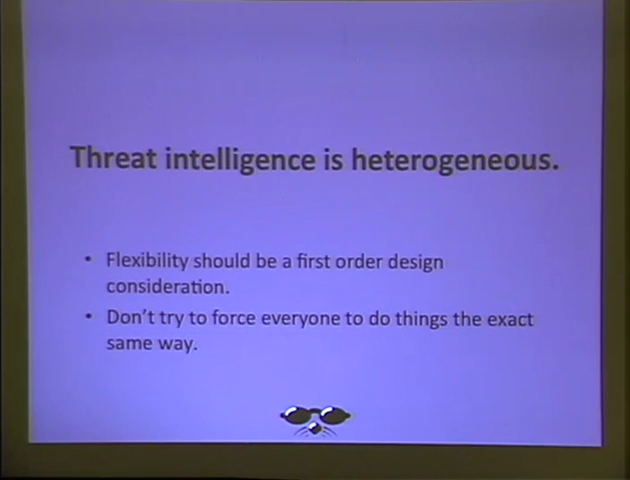 Threat intelligence is heterogeneous.
• Flexibility should be a first order design
consideration.
• Don't try to force everyone to do things the exact
same way.